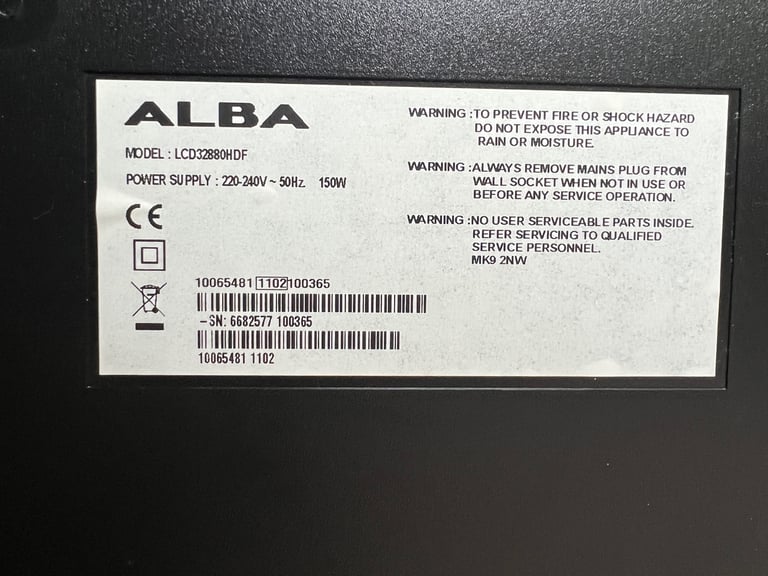 ALBA
MODEL : LCD32880HDF
POWER SUPPLY : 220-240V ~ 50Hz. 150W
CE
10065481 1102 100365
-SN: 6682577 100365
10065481 1102
WARNING :TO PREVENT FIRE OR SHOCK HAZARD
DO NOT EXPOSE THIS APPLIANCE TO
RAIN OR MOISTURE.
WARNING :ALWAYS REMOVE MAINS PLUG FROM
WALL SOCKET WHEN NOT IN USE OR
BEFORE ANY SERVICE OPERATION.
WARNING :NO USER SERVICEABLE PARTS INSIDE.
REFER SERVICING TO QUALIFIED
SERVICE PERSONNEL.
MK9 2NW